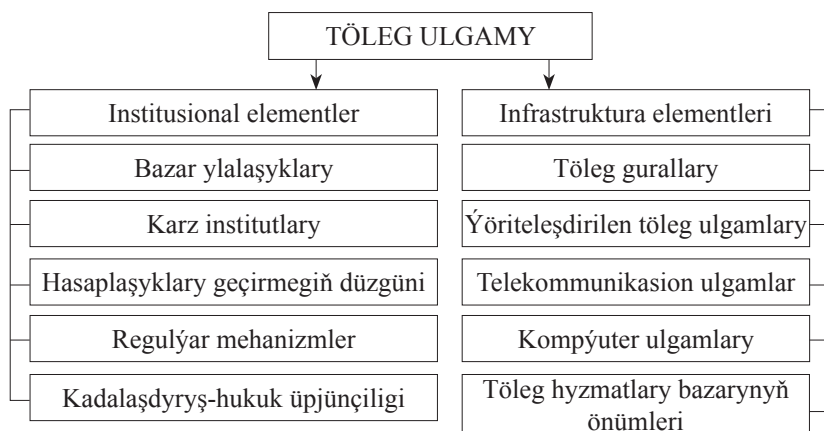 TÖLEG ULGAMY
Institusional elementler
Bazar ylalaşyklary
Karz institutlary
Hasaplaşyklary geçirmegiň düzgüni
Regulýar mehanizmler
Kadalaşdyryş-hukuk üpjünçiligi
Infrastruktura elementleri
Töleg gurallary
Ýöriteleşdirilen töleg ulgamlary
Telekommunikasion ulgamlar
Kompýuter ulgamlary
Töleg hyzmatlary bazarynyň
önümleri